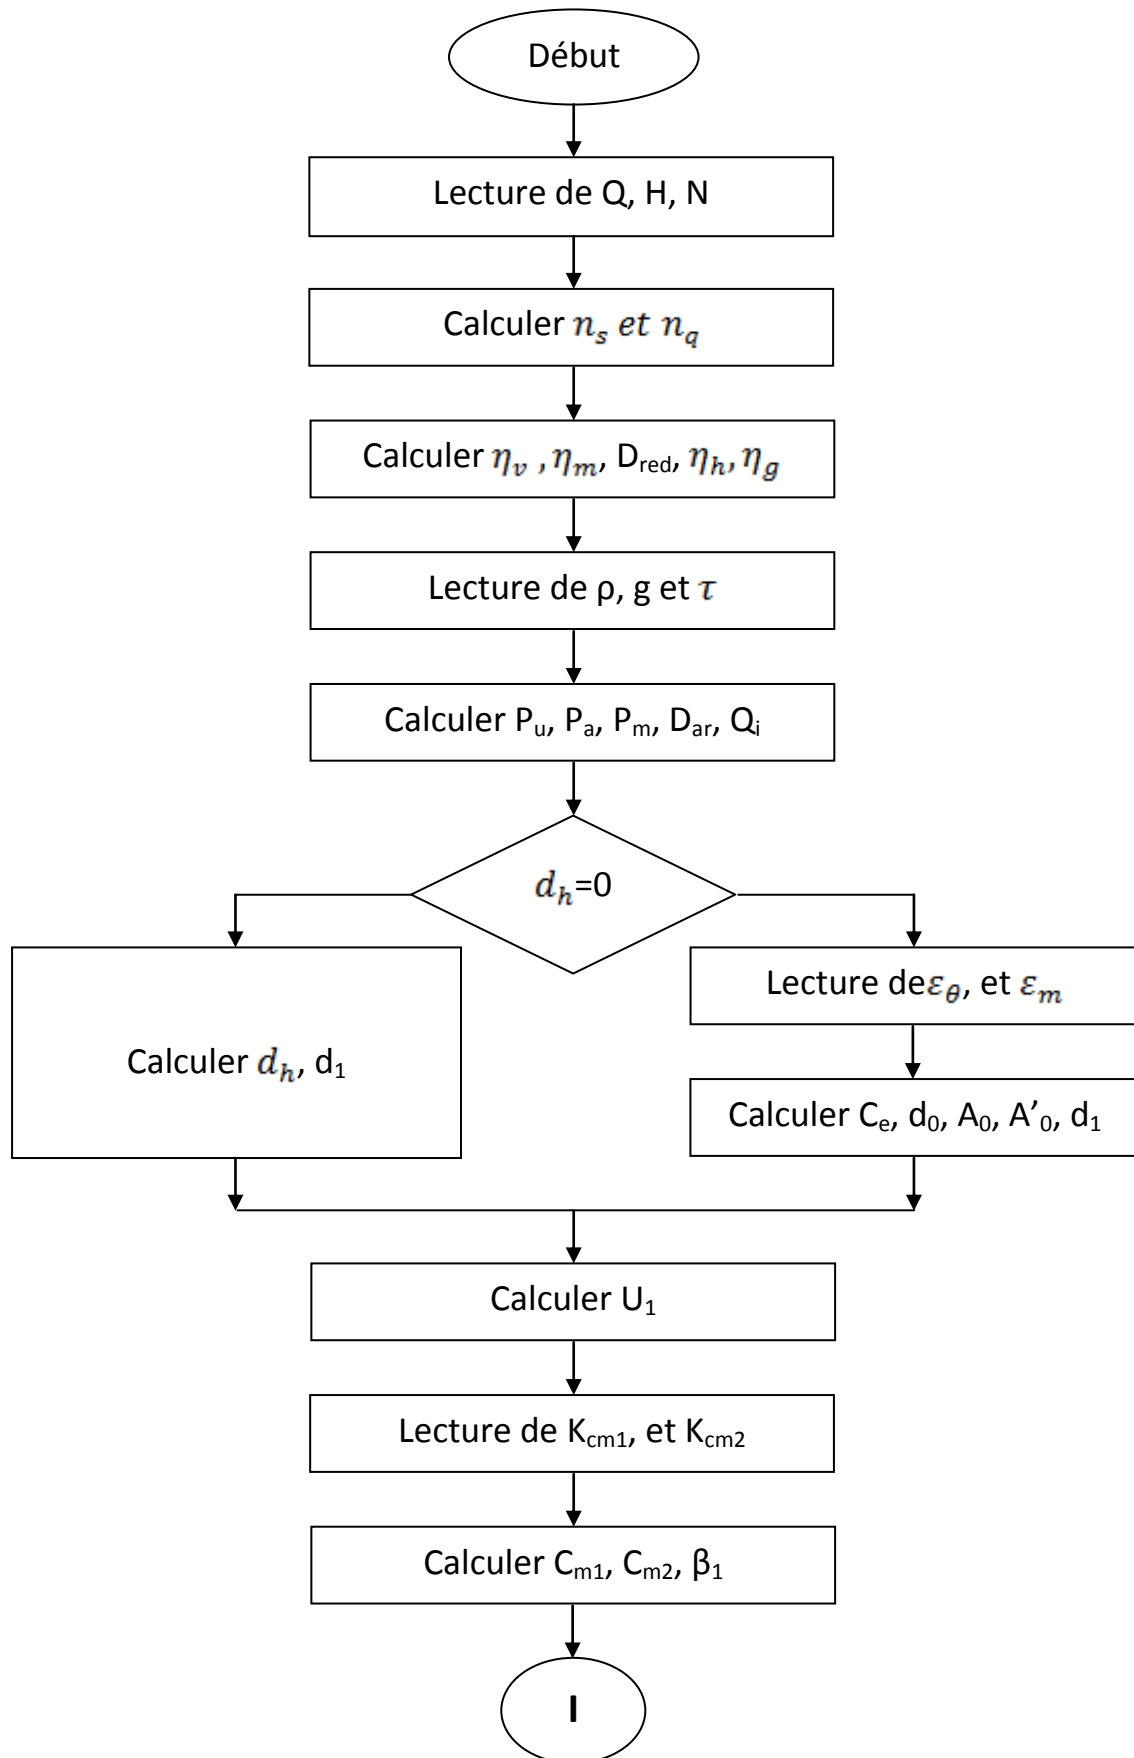 Début
Lecture de Q, H, N
Calculer n_s et n_q
Calculer η_v , η_m, D_red, η_h, η_g
Lecture de ρ, g et τ
Calculer P_u, P_a, P_m, D_ar, Q_i
d_h=0
Lecture de ε_θ, et ε_m
Calculer d_h, d_1
Calculer C_e, d_0, A_0, A’_0, d_1
Calculer U_1
Lecture de K_cm1, et K_cm2
Calculer C_m1, C_m2, β_1
I